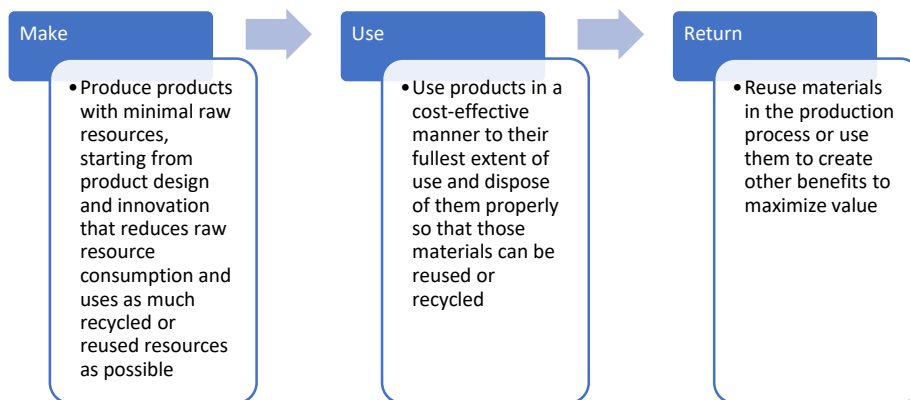 Make
• Produce products
with minimal raw
resources,
starting from
product design
and innovation
that reduces raw
resource
consumption and
uses as much
recycled or
reused resources
as possible
Use
• Use products in a
cost-effective
manner to their
fullest extent of
use and dispose
of them properly
so that those
materials can be
reused or
recycled
Return
• Reuse materials
in the production
process or use
them to create
other benefits to
maximize value